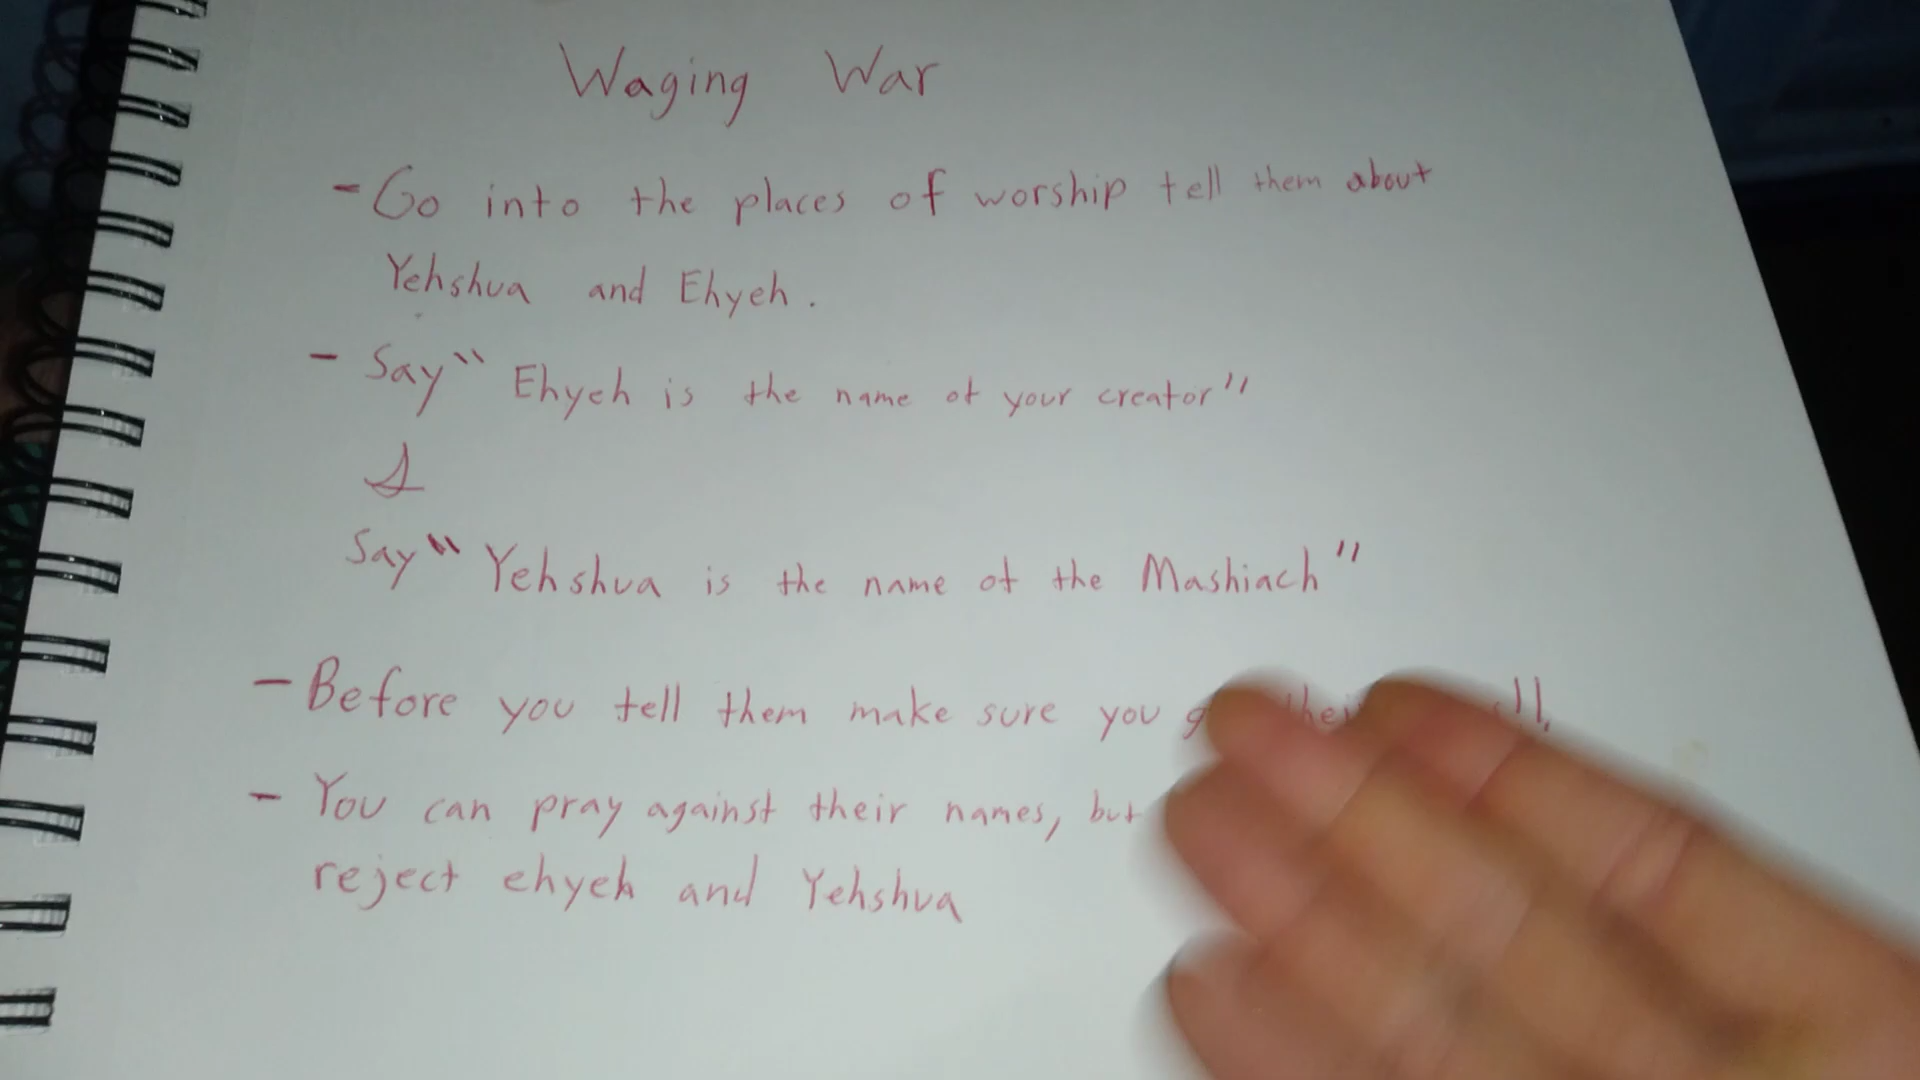 Waging War
- Go into the places of worship tell them about
Yehshua and Ehyeh.
- Say " Ehyeh is the name of your creator"
&
Say " Yehshua is the name of the Mashiach"
- Before you tell them make sure you
- You can pray against their names, but
reject ehyeh and Yehshua